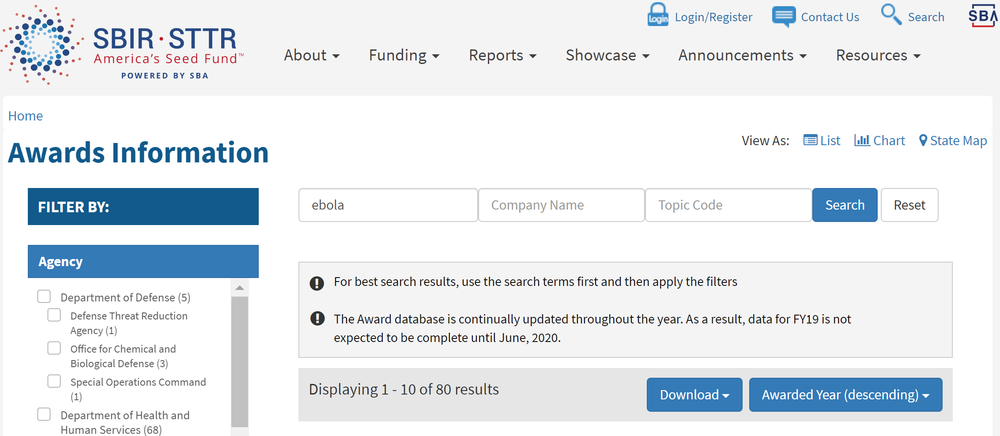 Login
Login/Register
Contact Us
Search
SBA
SBIR·STTR
America's Seed Fund™
POWERED BY SBA
About
Funding
Reports
Showcase
Announcements
Resources
Home
Awards Information
View As:
List
Chart
State Map
FILTER BY:
ebola
Company Name
Topic Code
Search
Reset
Agency
Department of Defense (5)
Defense Threat Reduction
Agency (1)
Office for Chemical and
Biological Defense (3)
Special Operations Command
(1)
Department of Health and
Human Services (68)
For best search results, use the search terms first and then apply the filters
The Award database is continually updated throughout the year. As a result, data for FY19 is not
expected to be complete until June, 2020.
Displaying 1 - 10 of 80 results
Download
Awarded Year (descending)